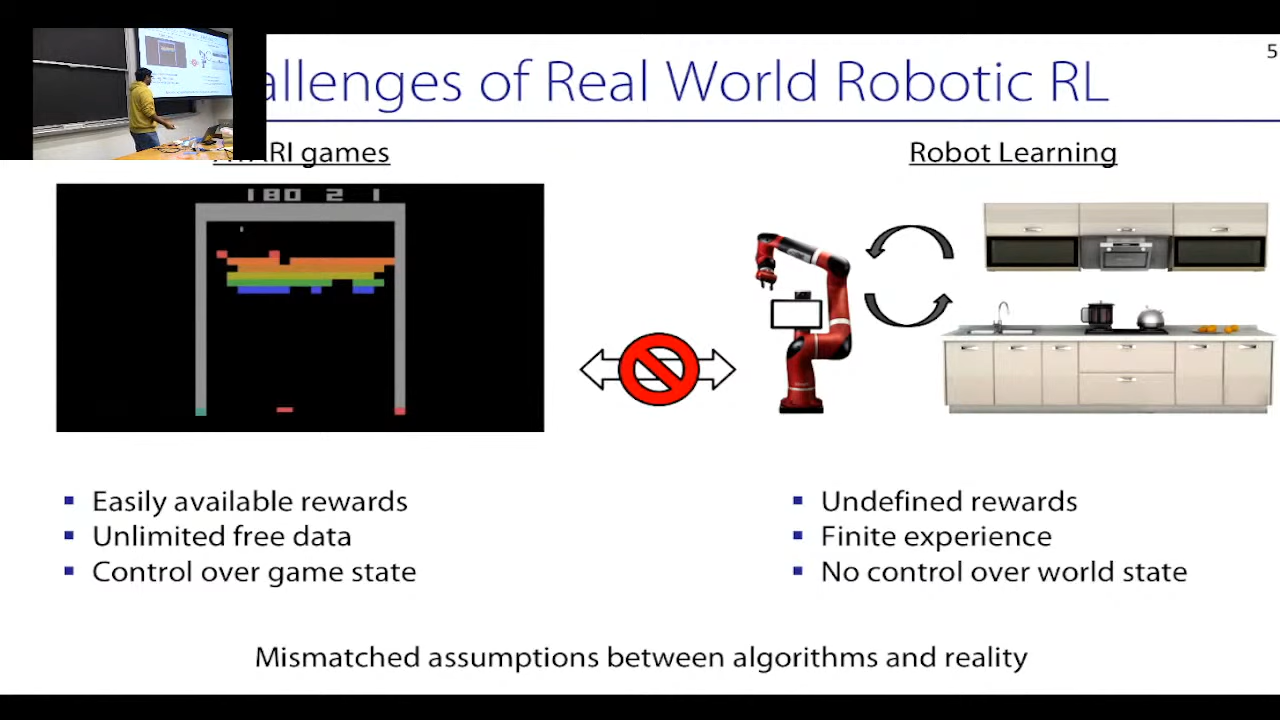 5
allenges of Real World Robotic RL
RI games
Robot Learning
180 2 1
Easily available rewards
Unlimited free data
Control over game state
Undefined rewards
Finite experience
No control over world state
Mismatched assumptions between algorithms and reality